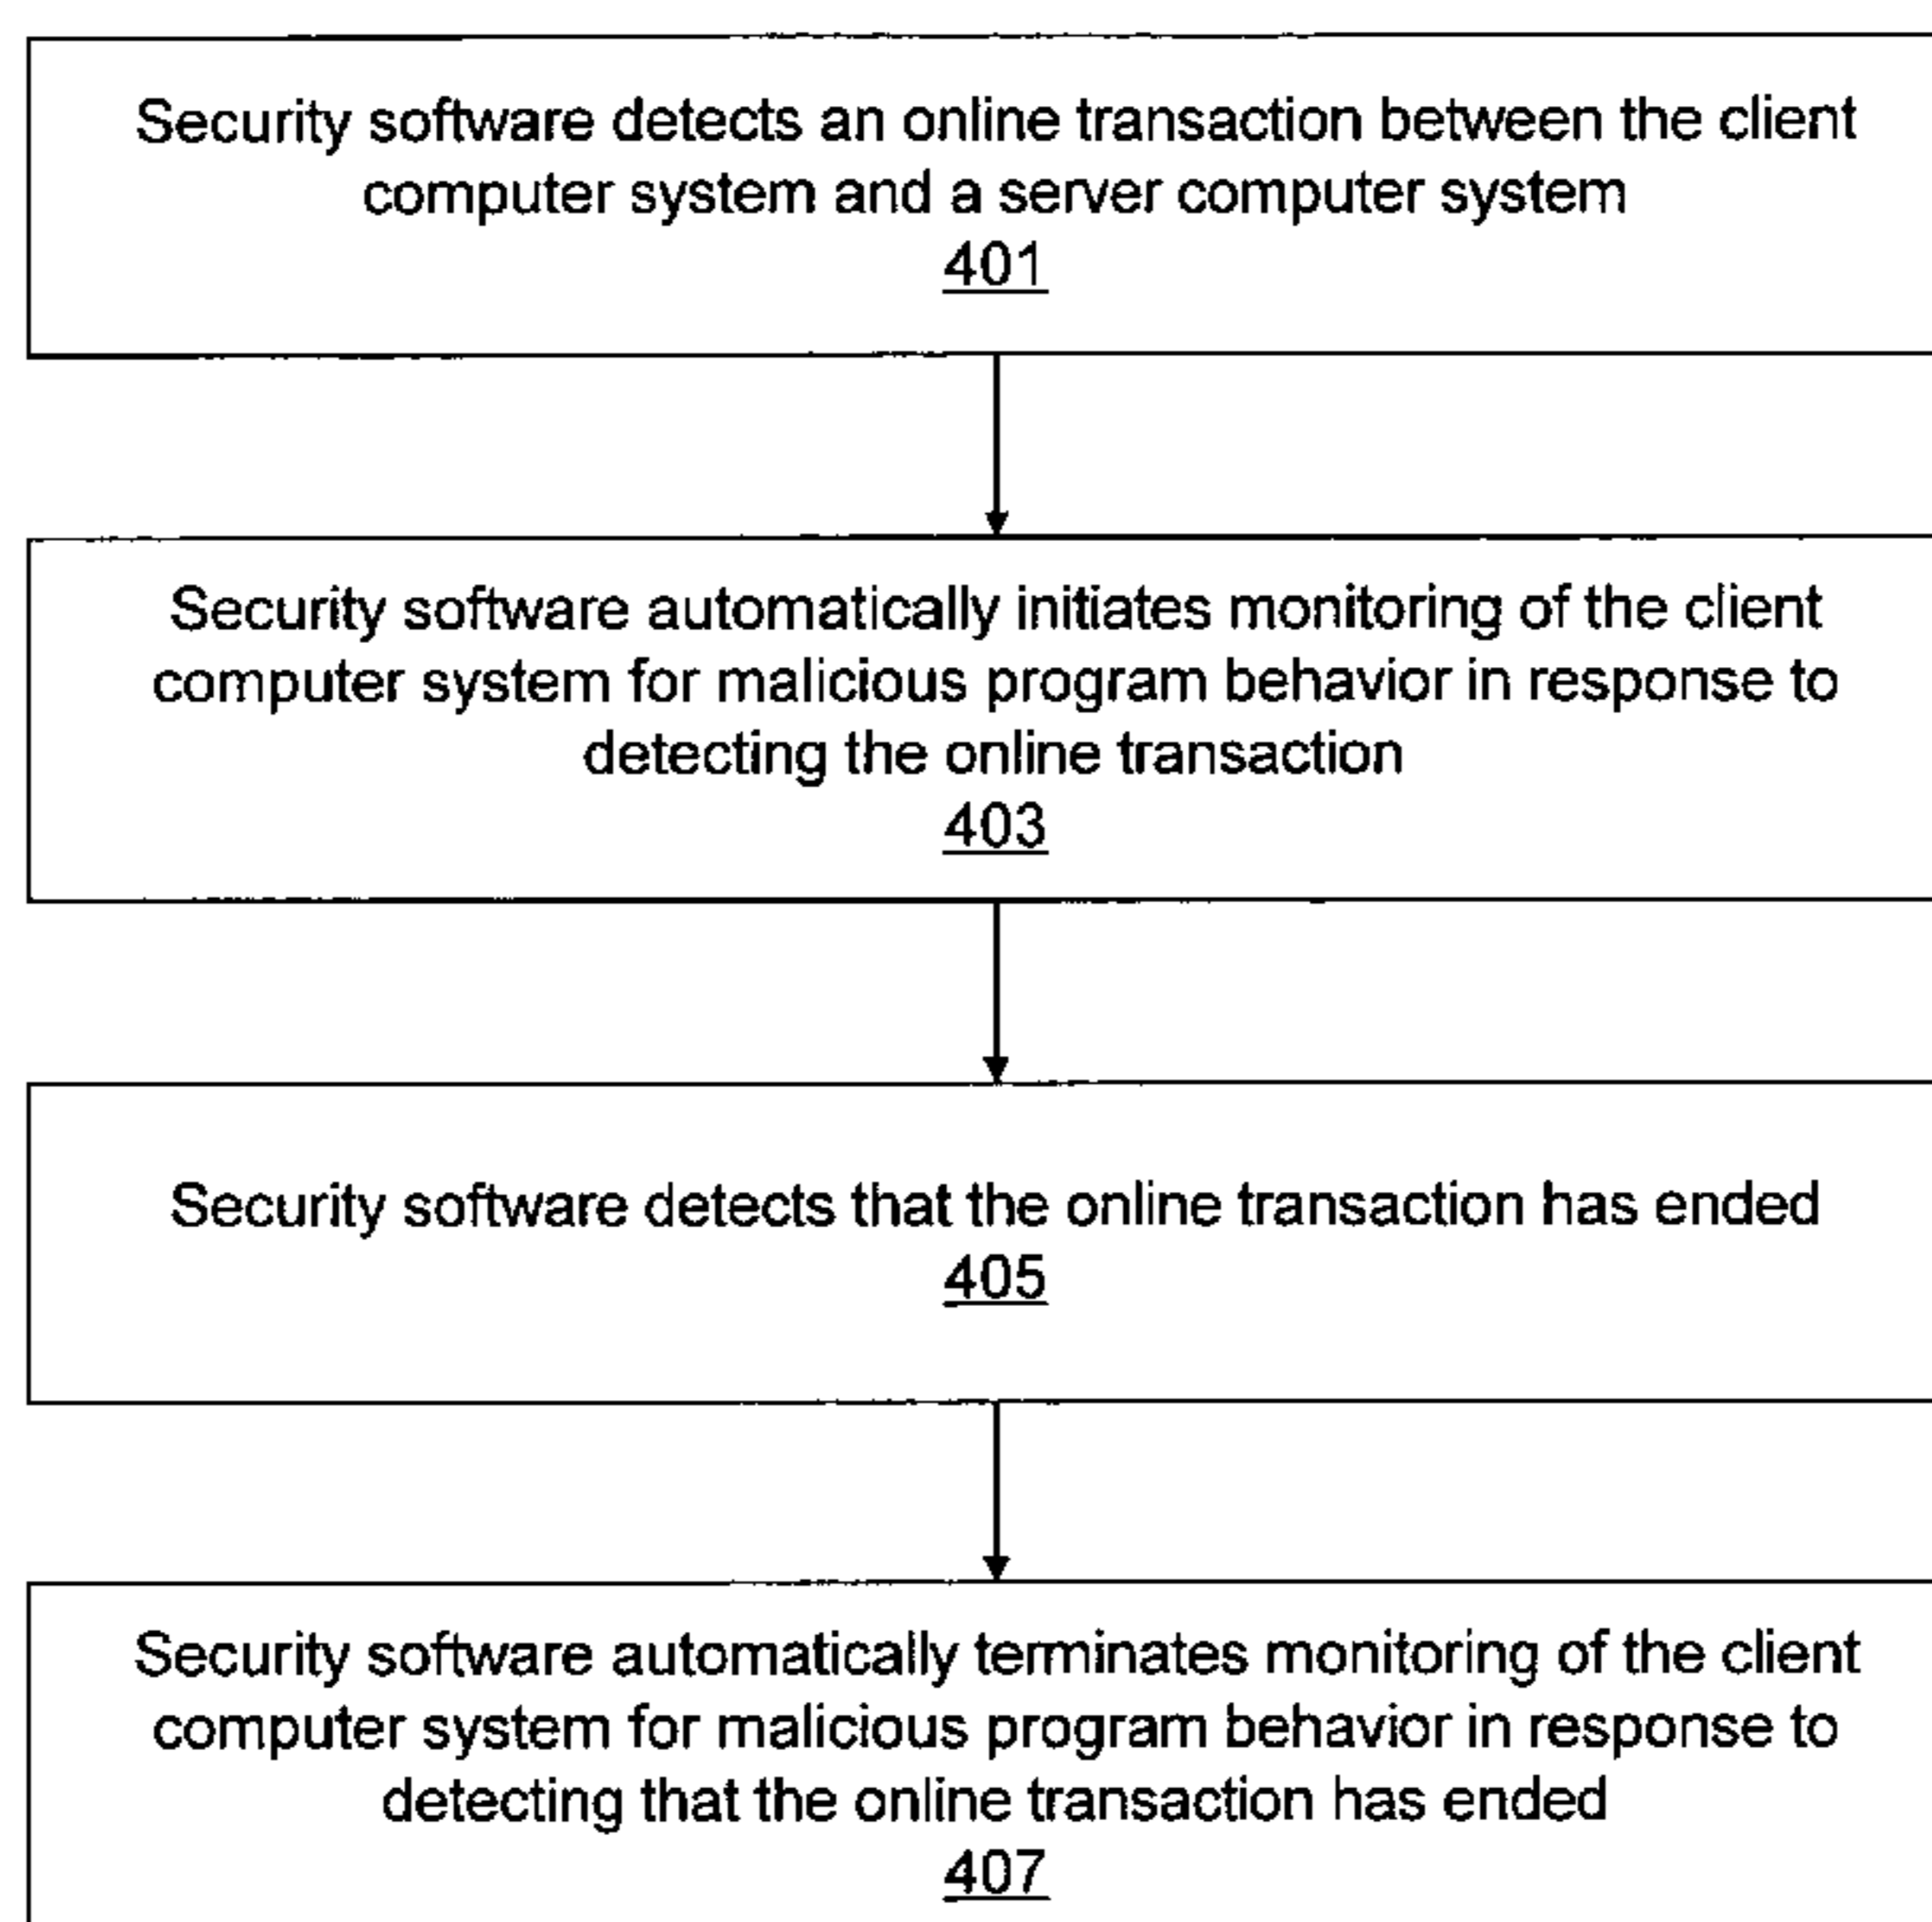 Security software detects an online transaction between the client
computer system and a server computer system
401
Security software automatically initiates monitoring of the client
computer system for malicious program behavior in response to
detecting the online transaction
403
Security software detects that the online transaction has ended
405
Security software automatically terminates monitoring of the client
computer system for malicious program behavior in response to
detecting that the online transaction has ended
407